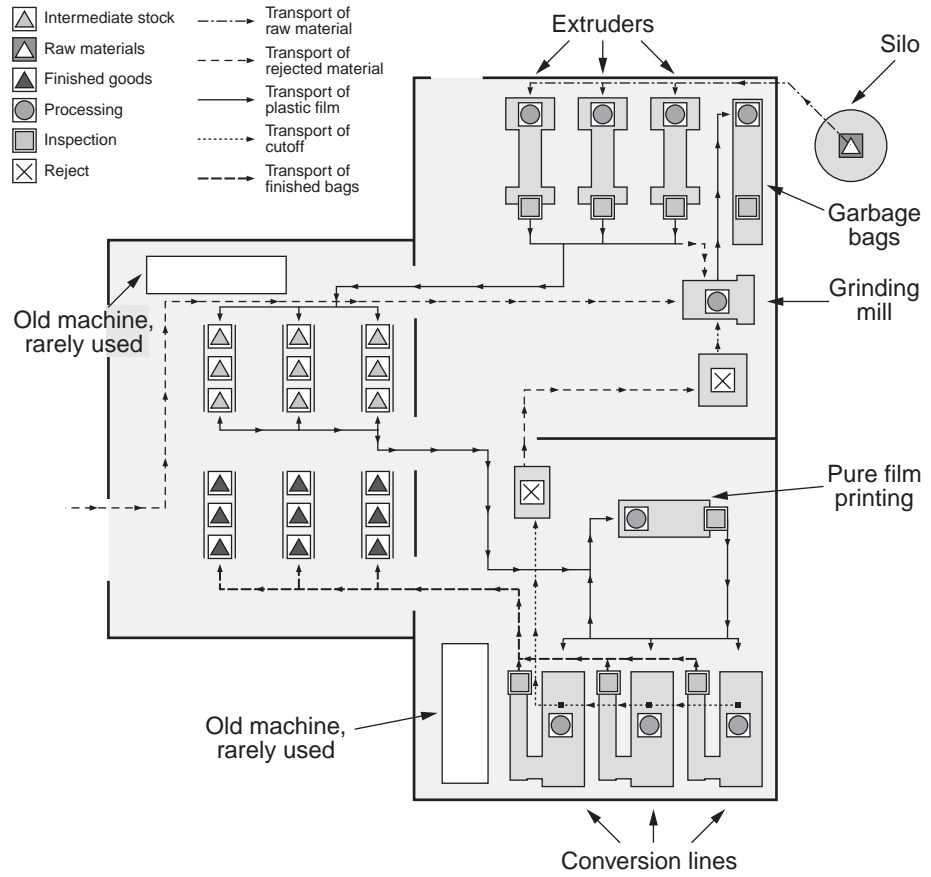 Intermediate stock
Raw materials
Finished goods
Processing
Inspection
Reject
Transport of
raw material
Transport of
rejected material
Transport of
plastic film
Transport of
cutoff
Transport of
finished bags
Extruders
Silo
Garbage
bags
Grinding
mill
Old machine,
rarely used
Pure film
printing
Old machine,
rarely used
Conversion lines